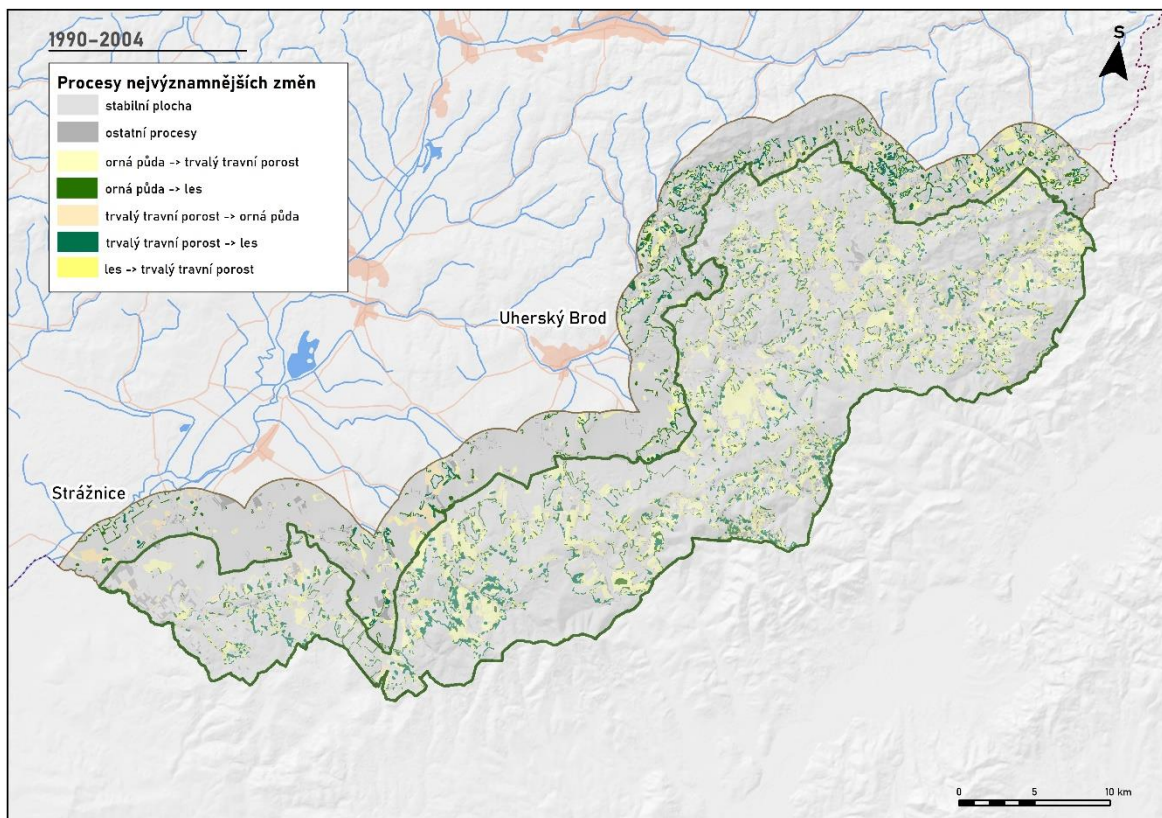 1990–2004
S
Procesy nejvýznamnějších změn
stabilní plocha
ostatní procesy
orná půda -> trvalý travní porost
orná půda -> les
trvalý travní porost -> orná půda
trvalý travní porost -> les
les -> trvalý travní porost
Uherský Brod
Strážnice
0 5 10 km